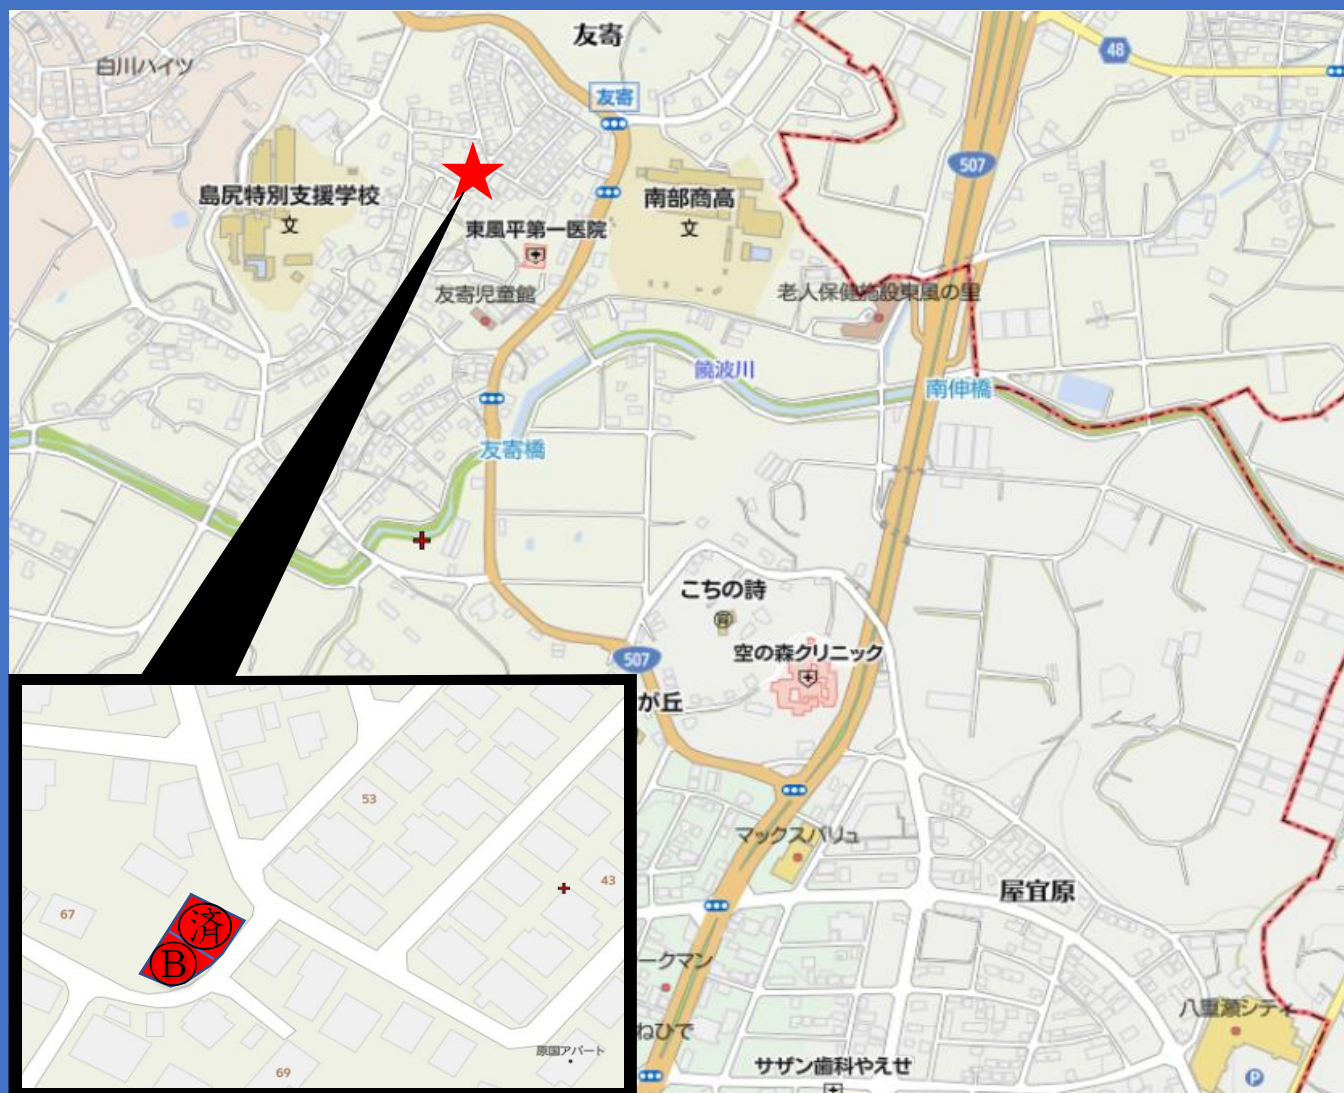 友寄
白川ハイツ
48
友寄
507
島尻特別支援学校
文
南部商高
文
東風平第一医院
友寄児童館
老人保健施設東風の里
饒波川
南伸橋
友寄橋
こちの詩
507
空の森クリニック
が丘
マックスバリュ
屋宜原
ークマン
ねひで
八重瀬シティ
サザン歯科やえせ
P
53
43
67
済
B
原国アパート
69